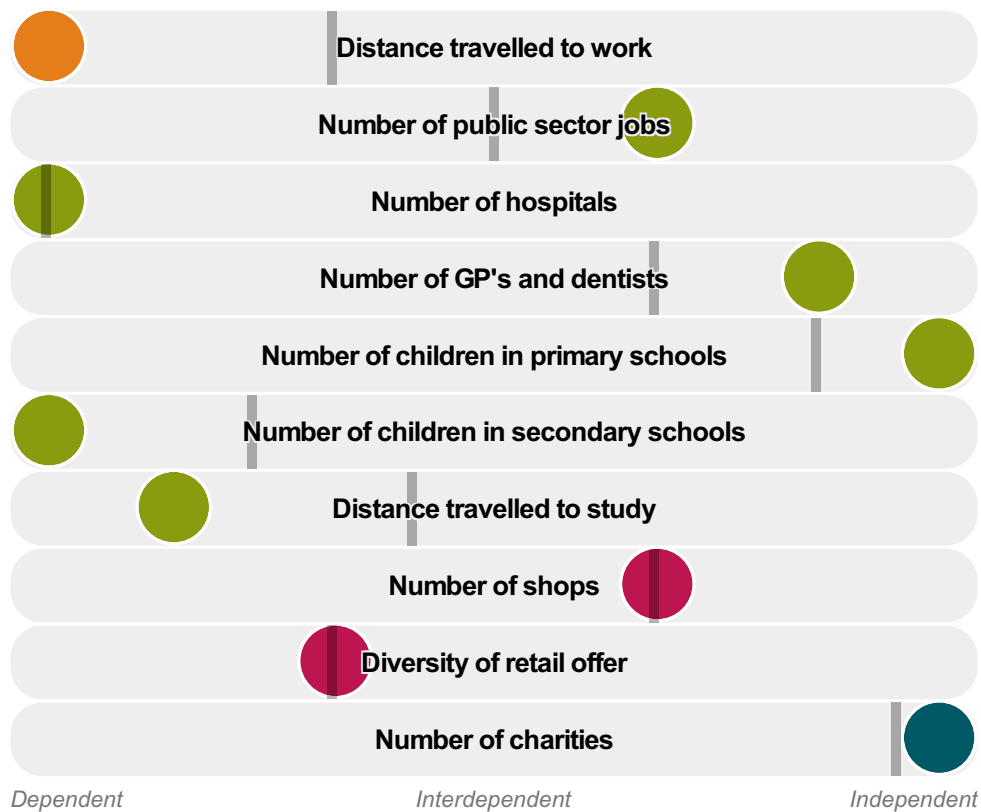 Distance travelled to work
Number of public sector jobs
Number of hospitals
Number of GP's and dentists
Number of children in primary schools
Number of children in secondary schools
Distance travelled to study
Number of shops
Diversity of retail offer
Number of charities
Dependent Interdependent Independent